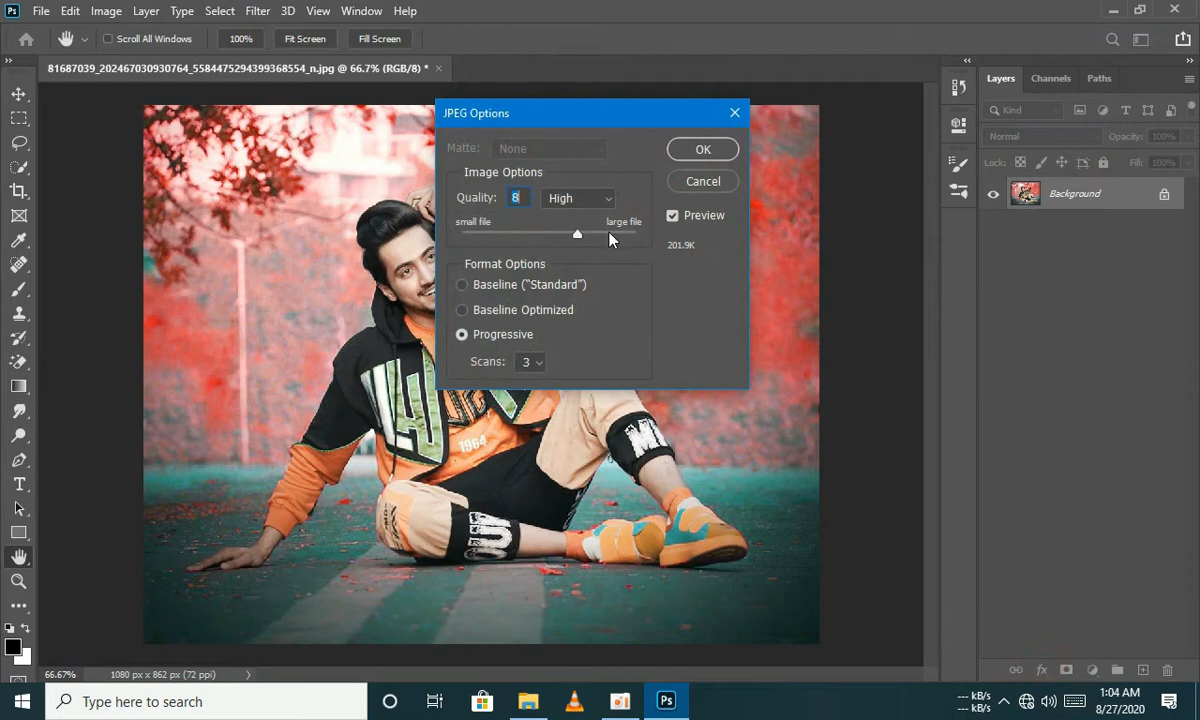 Ps File Edit Image Layer Type Select Filter 3D View Window Help
Scroll All Windows 100% Fit Screen Fill Screen
81687039_202467030930764_5584475294399368554_n.jpg @ 66.7% (RGB/8) *
Layers Channels Paths
Kind
Normal Opacity: 100%
Lock: Fill: 100%
Background
JPEG Options
Matte: None
OK
Image Options
Cancel
Quality: 8 High
Preview
small file large file
201.9K
Format Options
Baseline (“Standard”)
Baseline Optimized
Progressive
Scans: 3
1964
66.67% 1080 px x 862 px (72 ppi)
Type here to search
Ps
--- kB/s
--- kB/s
1:04 AM
8/27/2020